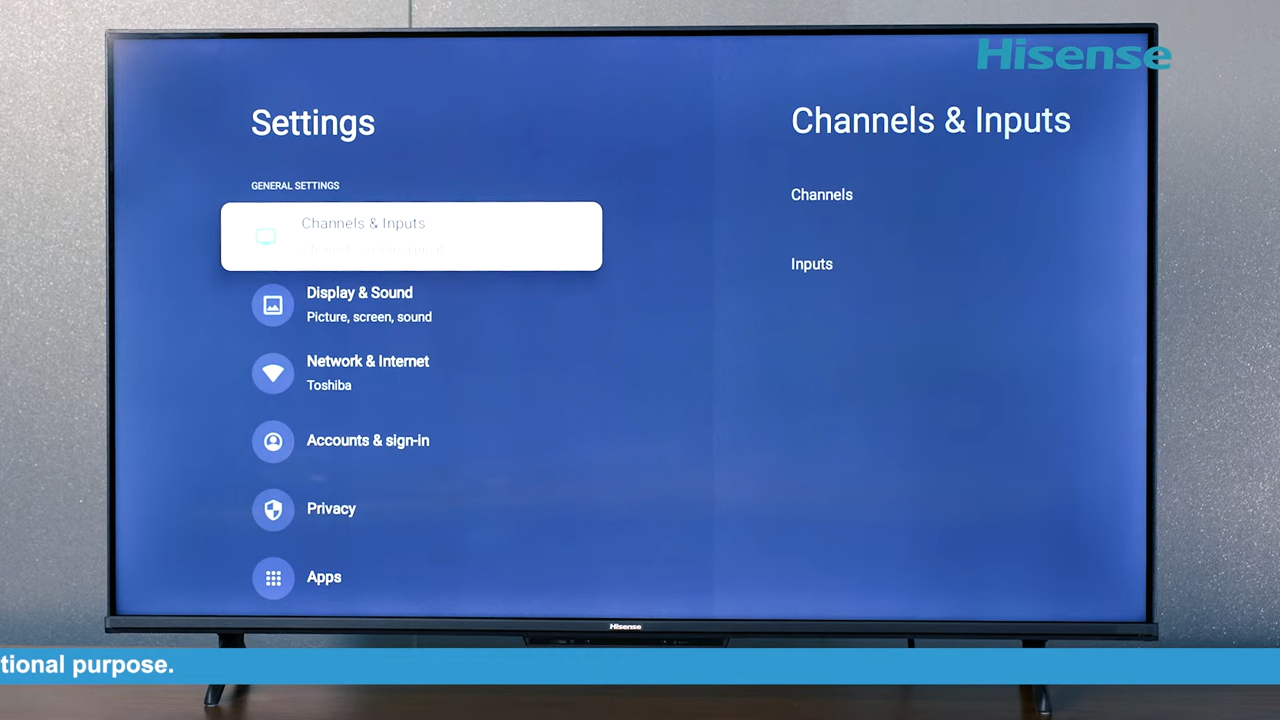 Hisense
Settings
Channels & Inputs
GENERAL SETTINGS
Channels & Inputs
Channels
Inputs
Display & Sound
Picture, screen, sound
Network & Internet
Toshiba
Accounts & sign-in
Privacy
Apps
Hisense
tional purpose.